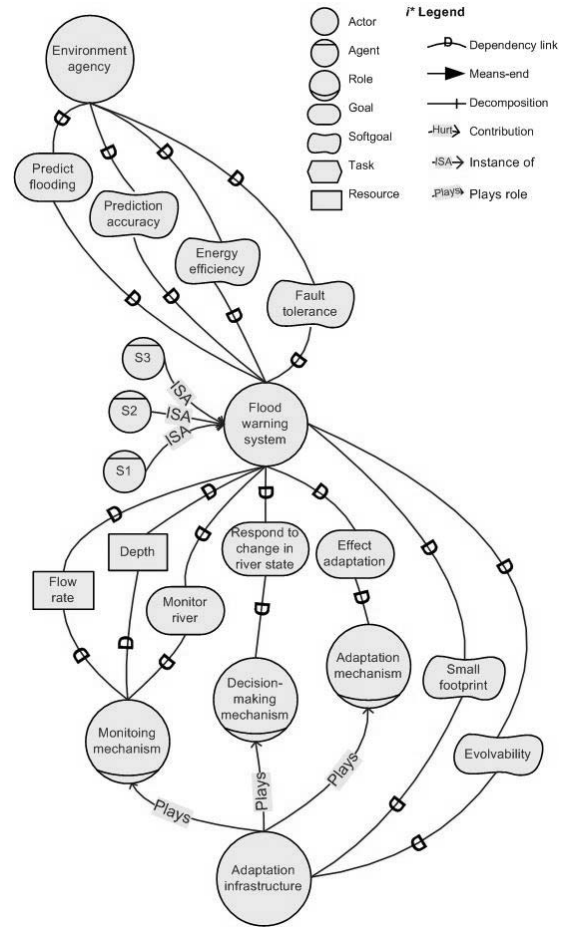 Environment
agency
Predict
flooding
Prediction
accuracy
Energy
efficiency
Fault
tolerance
D
D
D
D
D
D
D
D
i* Legend
Actor
Agent
Role
Goal
Softgoal
Task
Resource
D
Dependency link
Means-end
Decomposition
Hurt
Contribution
ISA
Instance of
Plays
Plays role
S3
S2
S1
ISA
ISA
ISA
Flood
warning
system
D
D
D
D
D
D
D
Flow
rate
Depth
Monitor
river
Respond to
change in
river state
Effect
adaptation
D
D
D
D
D
Monitoing
mechanism
Decision-
making
mechanism
Adaptation
mechanism
Small
footprint
Evolvability
Plays
Plays
Plays
D
D
Adaptation
infrastructure